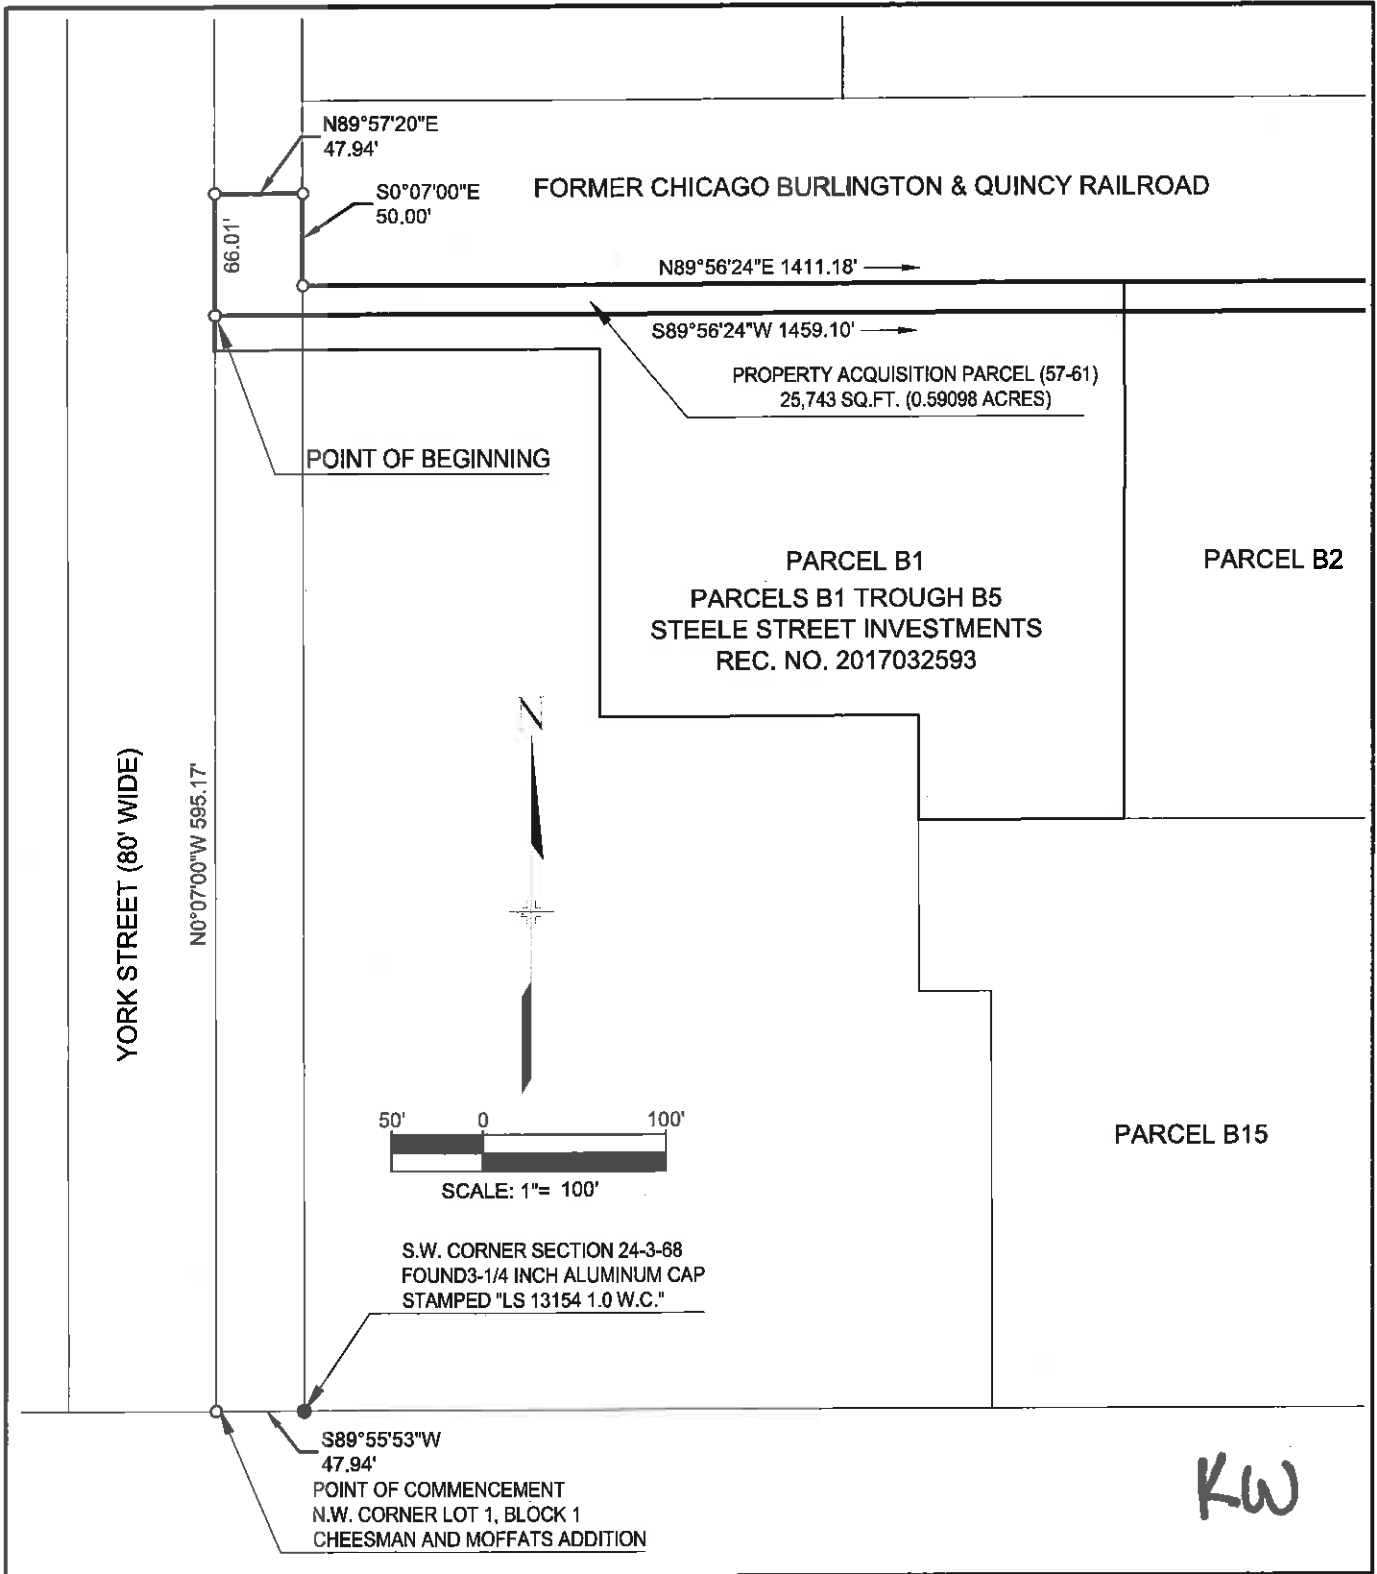 N89°57'20"E
47.94'
S0°07'00"E
50.00'
FORMER CHICAGO BURLINGTON & QUINCY RAILROAD
66.01'
N89°56'24"E 1411.18'
S89°56'24"W 1459.10'
PROPERTY ACQUISITION PARCEL (57-61)
25,743 SQ.FT. (0.59098 ACRES)
POINT OF BEGINNING
PARCEL B1
PARCELS B1 TROUGH B5
STEELE STREET INVESTMENTS
REC. NO. 2017032593
PARCEL B2
N
YORK STREET (80' WIDE)
N0°07'00"W 595.17'
50' 0 100'
SCALE: 1"= 100'
PARCEL B15
S.W. CORNER SECTION 24-3-68
FOUND3-1/4 INCH ALUMINUM CAP
STAMPED "LS 13154 1.0 W.C."
S89°55'53"W
47.94'
POINT OF COMMENCEMENT
N.W. CORNER LOT 1, BLOCK 1
CHEESMAN AND MOFFATS ADDITION
KW